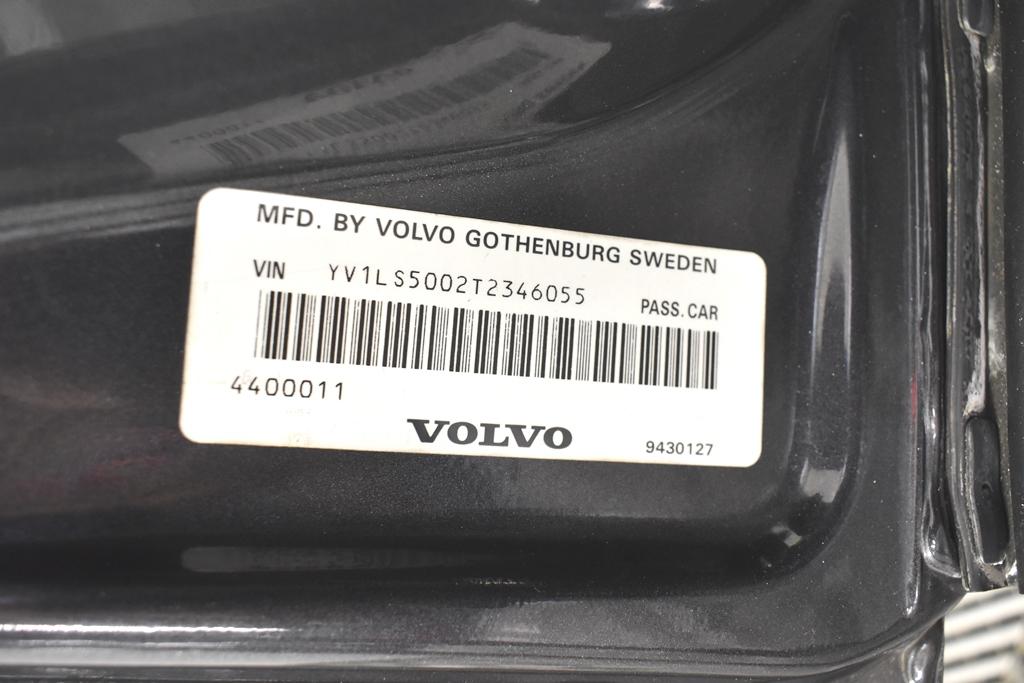 MFD. BY VOLVO GOTHENBURG SWEDEN
VIN YV1LS5002T2346055
PASS. CAR
4400011
VOLVO
9430127